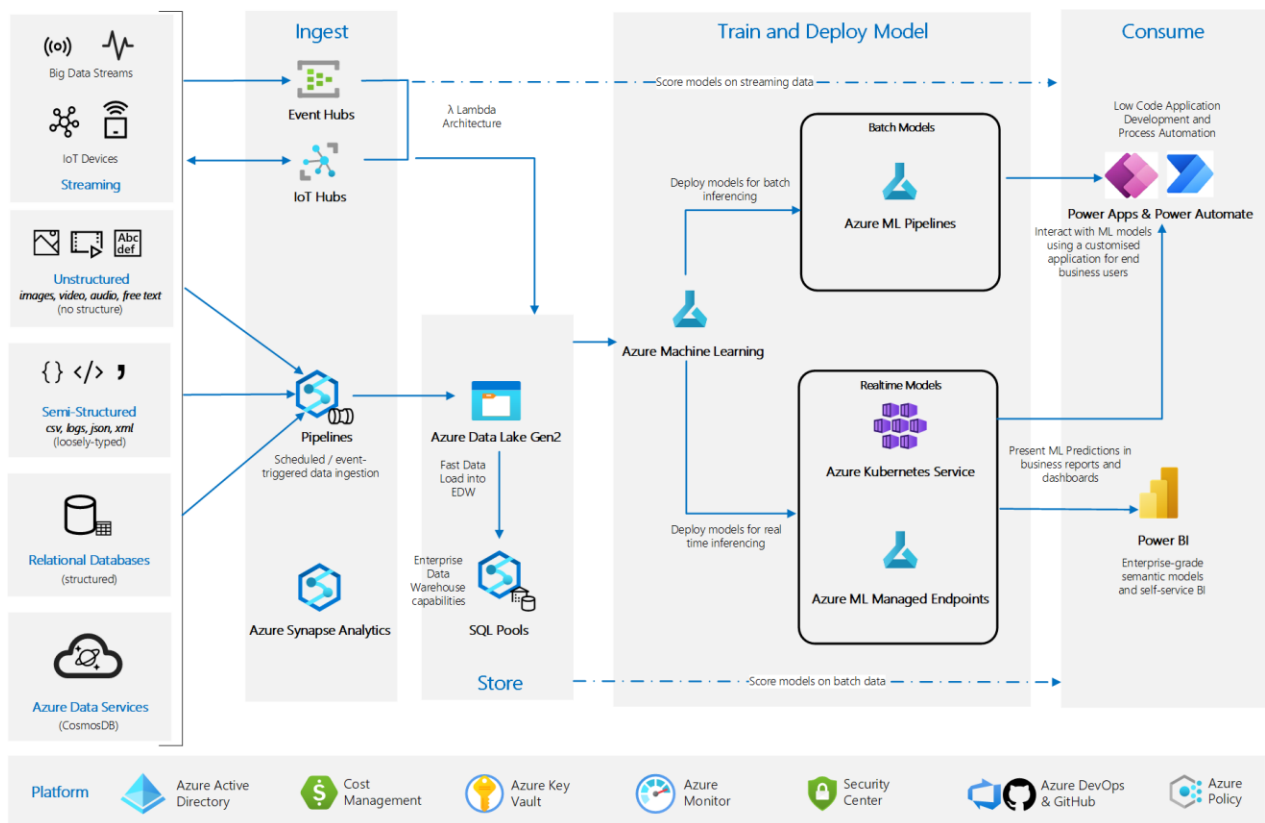 Big Data Streams
IoT Devices
Streaming
Abc
def
Unstructured
images, video, audio, free text
(no structure)
{} </> ❜
Semi-Structured
csv, logs, json, xml
(loosely-typed)
Relational Databases
(structured)
Azure Data Services
(CosmosDB)
Ingest
Event Hubs
IoT Hubs
λ Lambda
Architecture
Pipelines
Scheduled / event-
triggered data ingestion
Azure Synapse Analytics
Azure Data Lake Gen2
Fast Data
Load into
EDW
Enterprise
Data
Warehouse
capabilities
SQL Pools
Store
Train and Deploy Model
Score models on streaming data
Batch Models
Azure ML Pipelines
Deploy models for batch
inferencing
Azure Machine Learning
Deploy models for real
time inferencing
Realtime Models
Azure Kubernetes Service
Azure ML Managed Endpoints
Score models on batch data
Consume
Low Code Application
Development and
Process Automation
Power Apps & Power Automate
Interact with ML models
using a customised
application for end
business users
Present ML Predictions in
business reports and
dashboards
Power BI
Enterprise-grade
semantic models
and self-service BI
Platform
Azure Active
Directory
$
Cost
Management
Azure Key
Vault
Azure
Monitor
Security
Center
Azure DevOps
& GitHub
Azure
Policy